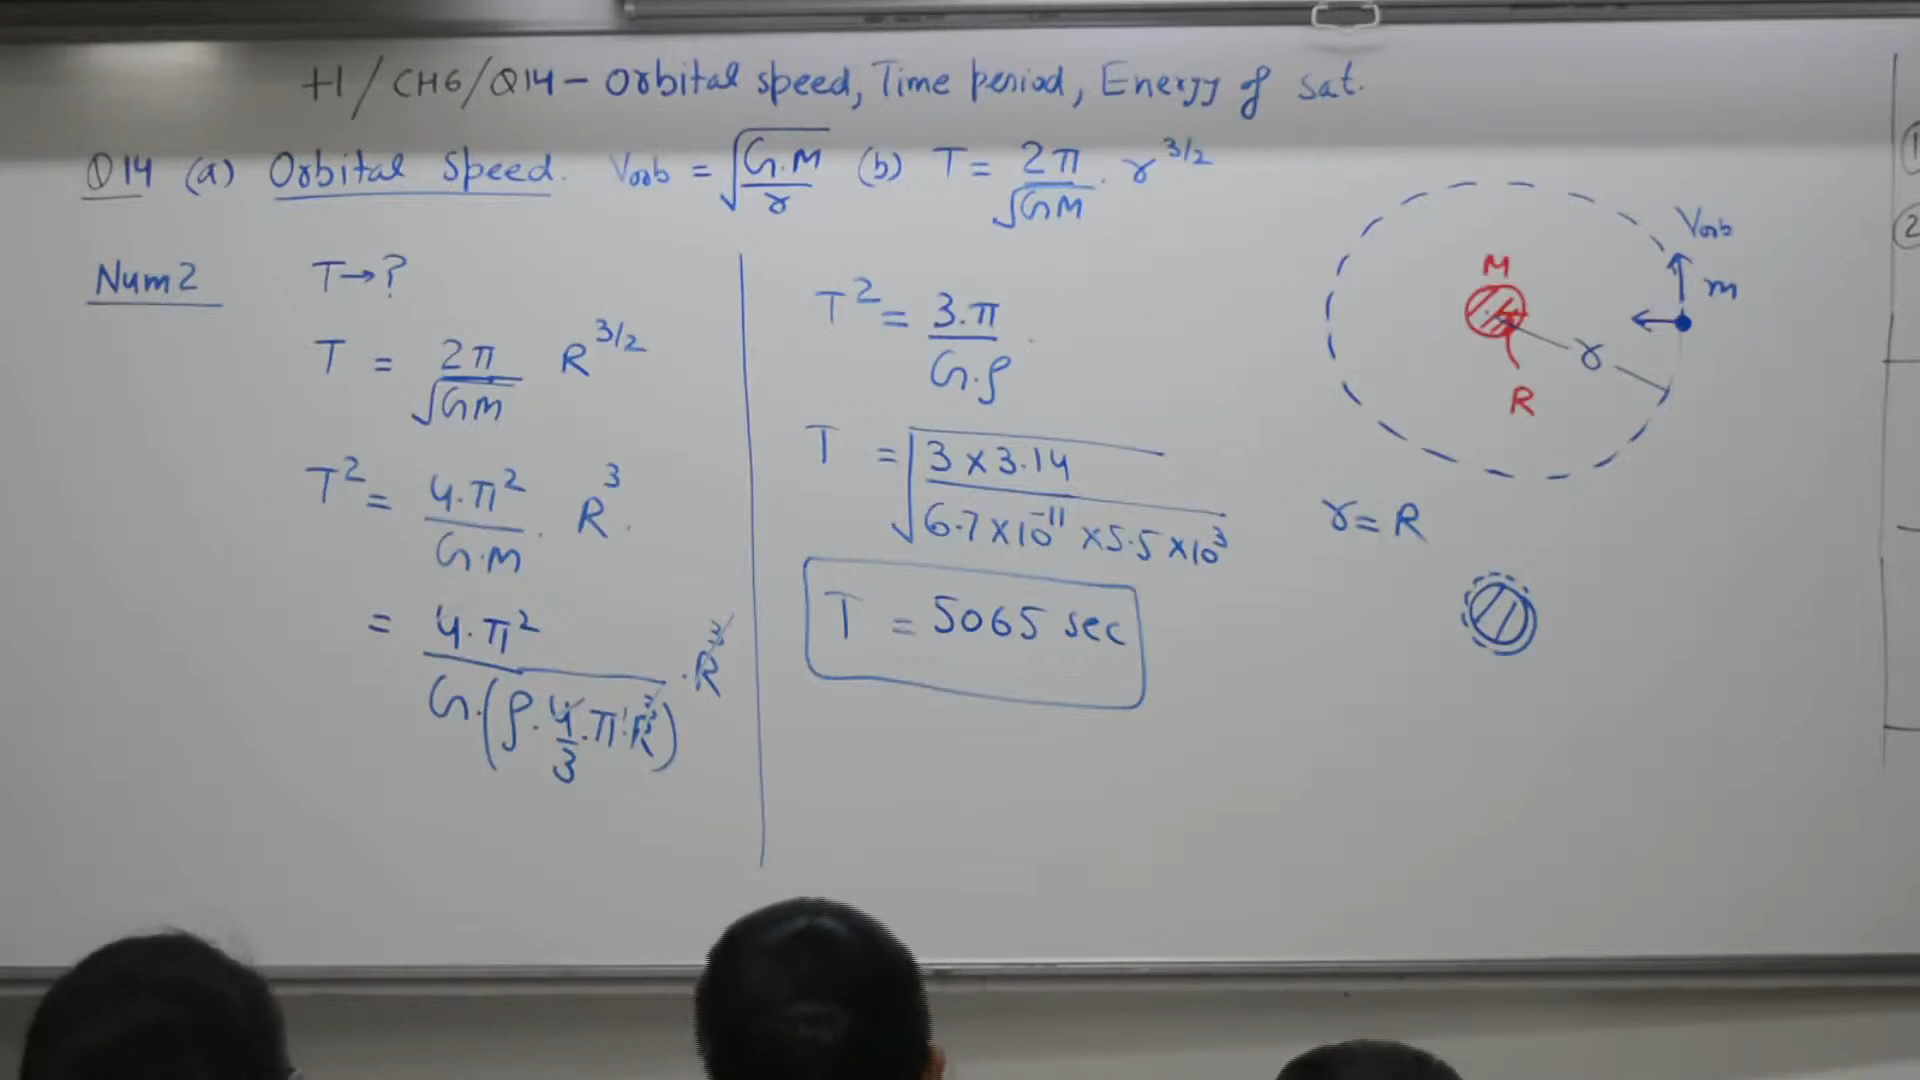 +1/CH6/Q14 – Orbital speed, Time period, Energy of sat.
Q14 (a) Orbital Speed. Vorb = √(G.M/r) (b) T = 2π/√GM . r^3/2
Num2 T→?
T = 2π/√GM R^3/2
T² = 4.π²/G.M . R³.
= 4.π²/G.(ρ.4/3.π.R³) .R³
T² = 3.π/G.ρ
T = √(3×3.14/6.7×10^-11 ×5.5×10³)
T = 5065 sec
Vorb
M
m
r
R
r = R
1
2